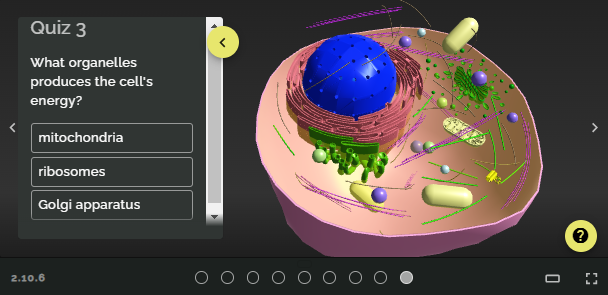 Quiz 3
What organelles
produces the cell's
energy?
mitochondria
ribosomes
Golgi apparatus
2.10.6
?